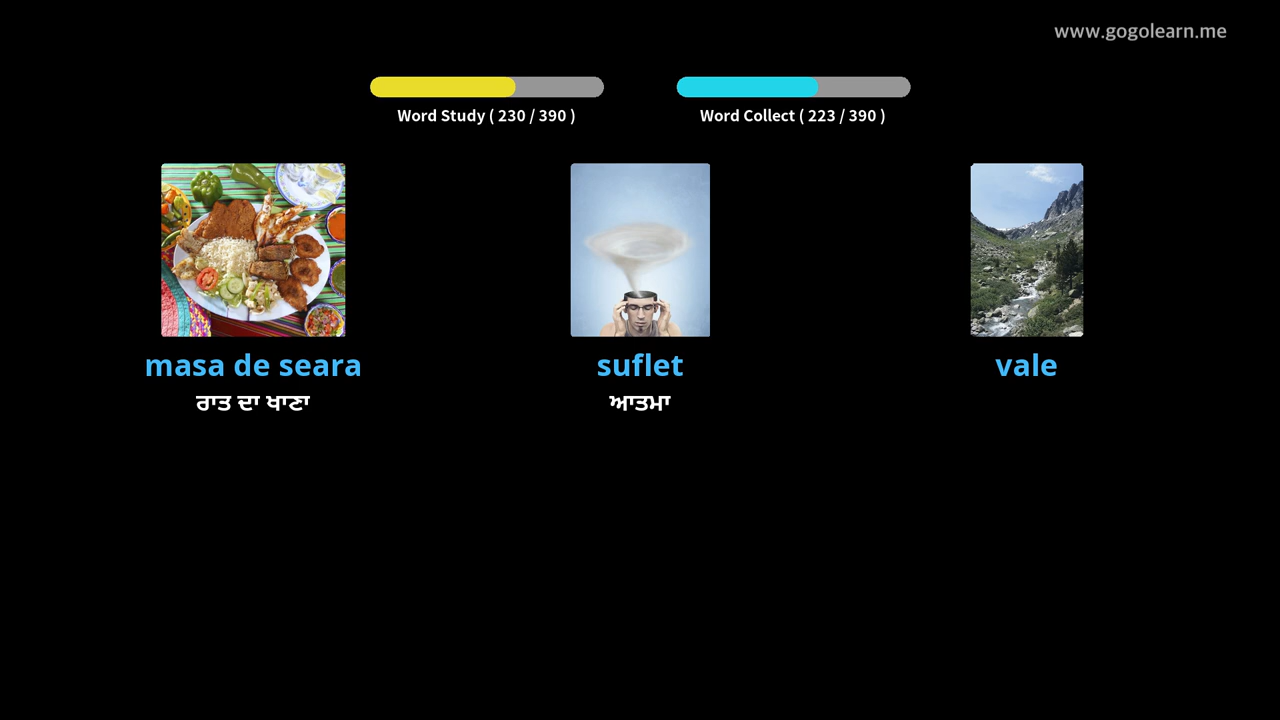 www.gogolearn.me
Word Study ( 230 / 390 )
Word Collect ( 223 / 390 )
masa de seara
suflet
vale
ਰਾਤ ਦਾ ਖਾਣਾ
ਆਤਮਾ